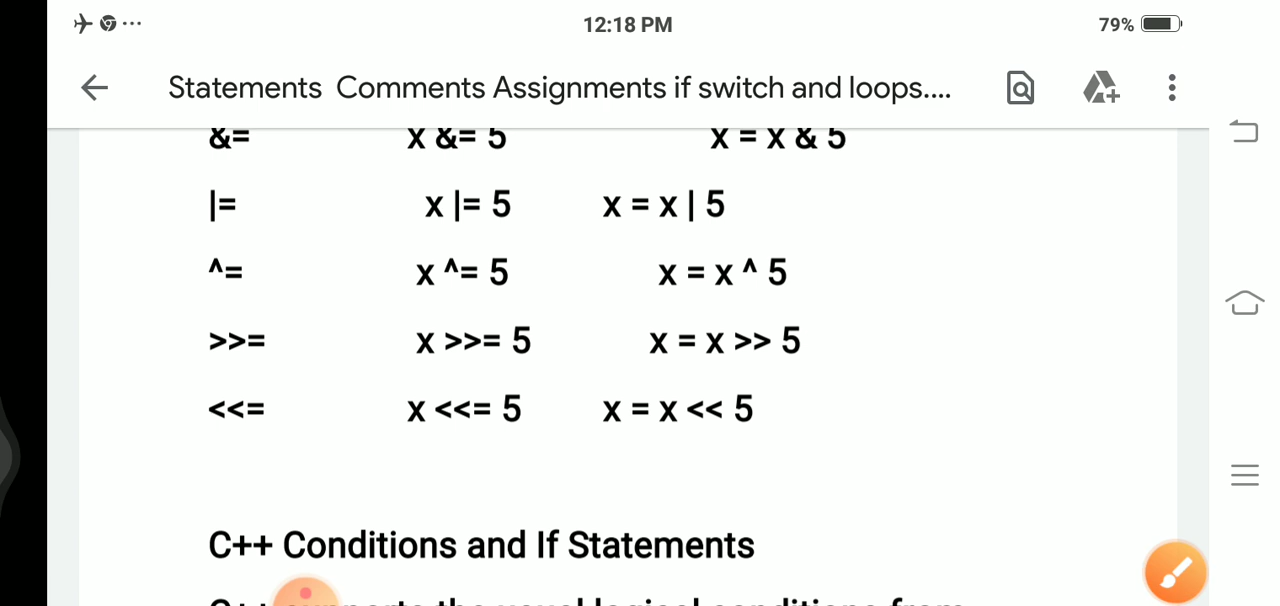 12:18 PM
79%
Statements Comments Assignments if switch and loops....
&= x &= 5 x = x & 5
|= x |= 5 x = x | 5
^= x ^= 5 x = x ^ 5
>>= x >>= 5 x = x >> 5
<<= x <<= 5 x = x << 5
C++ Conditions and If Statements